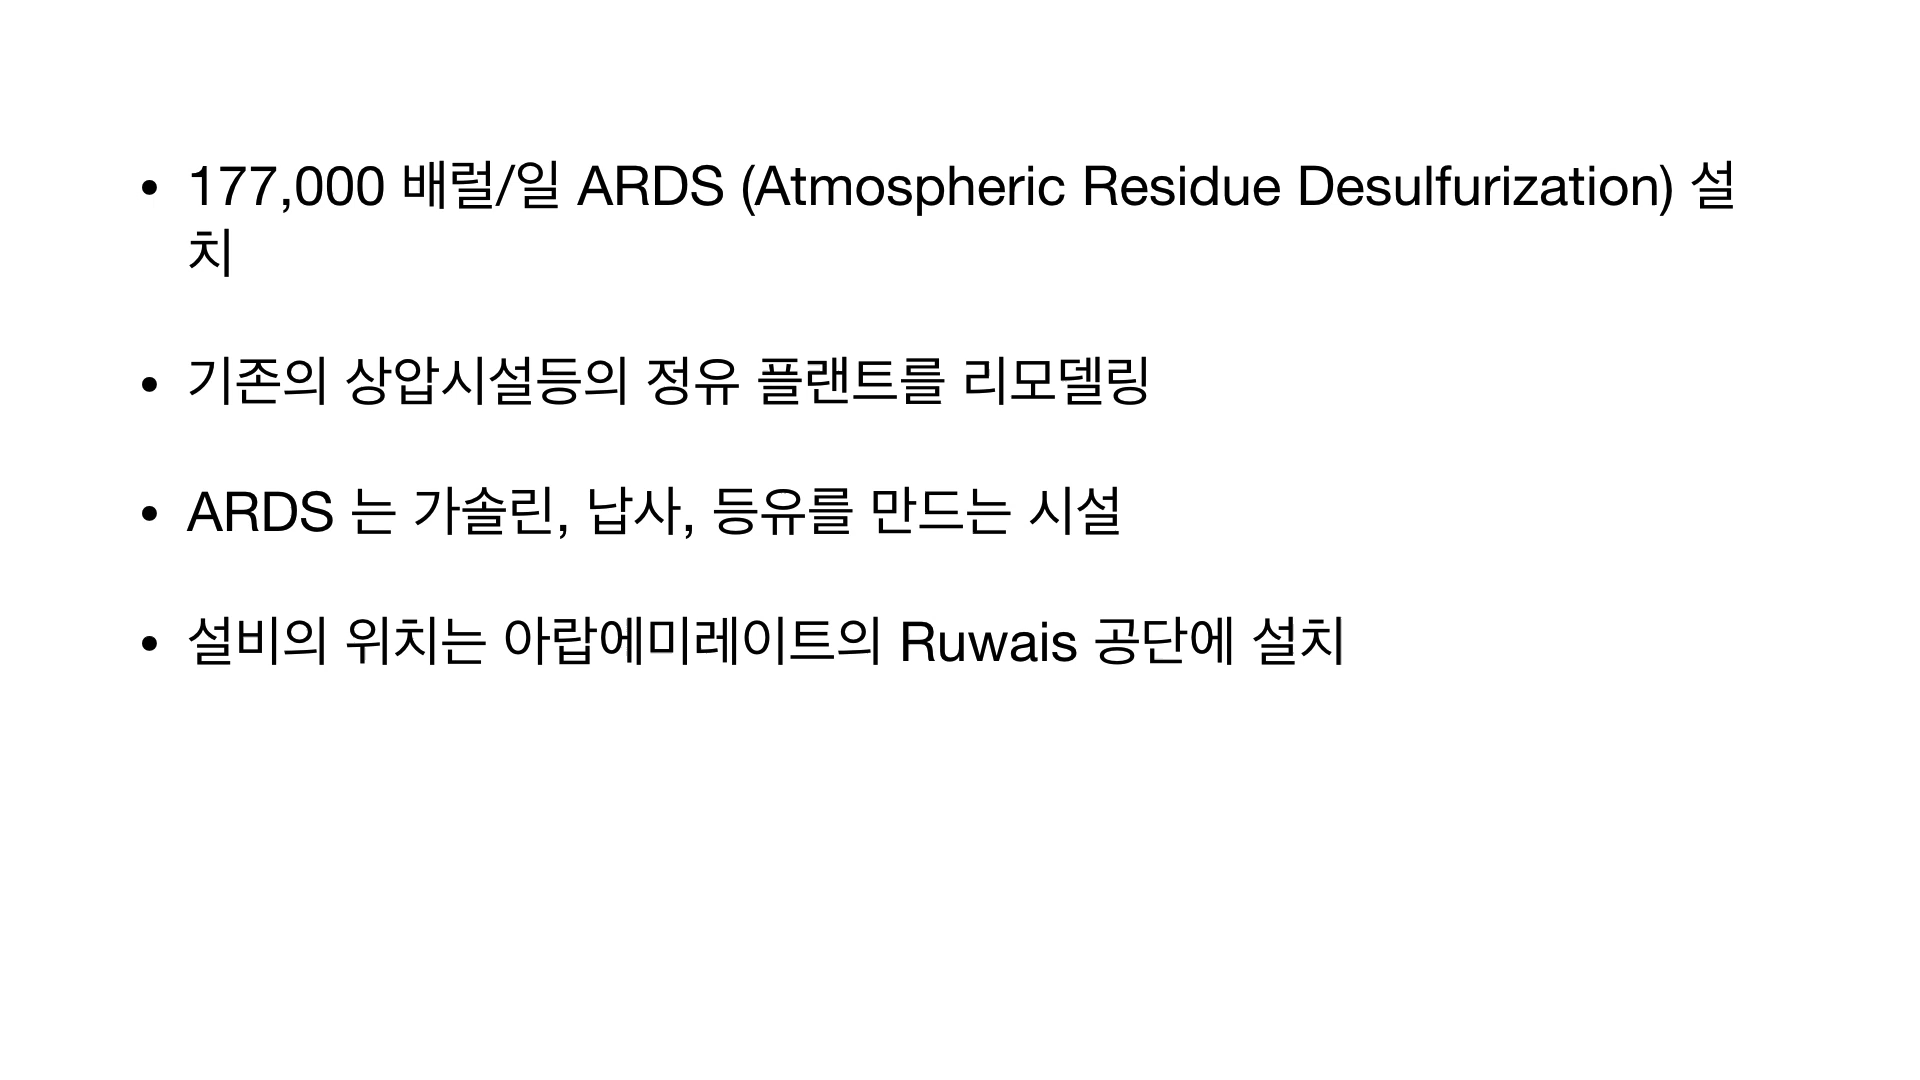 • 177,000 배럴/일 ARDS (Atmospheric Residue Desulfurization) 설
치
• 기존의 상압시설등의 정유 플랜트를 리모델링
• ARDS 는 가솔린, 납사, 등유를 만드는 시설
• 설비의 위치는 아랍에미레이트의 Ruwais 공단에 설치